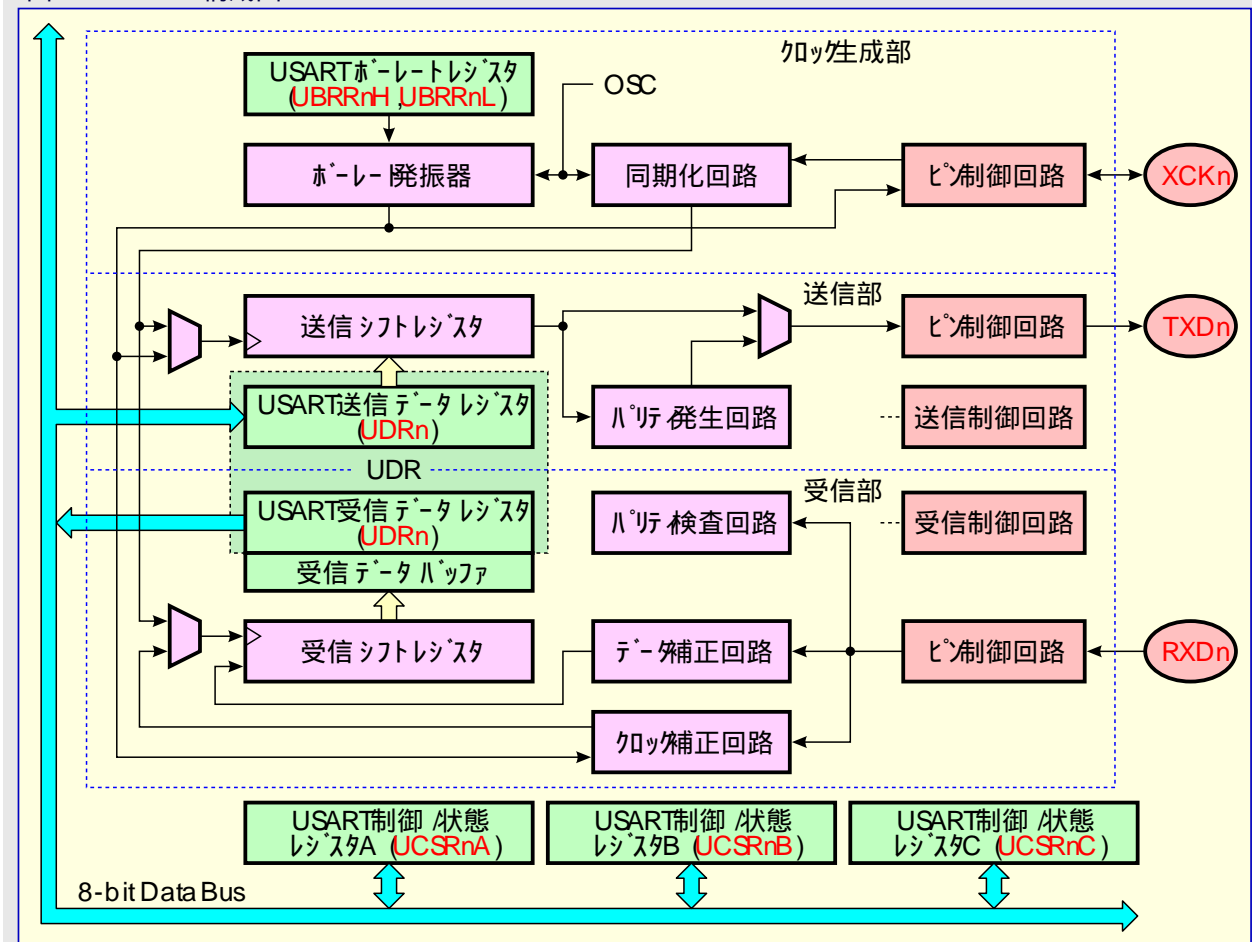 クロック生成部
USARTボーレートレジスタ
(UBRRnH,UBRRnL)
OSC
ボーレート発振器
同期化回路
ピン制御回路
XCKn
送信部
送信シフトレジスタ
ピン制御回路
TXDn
USART送信データレジスタ
(UDRn)
パリティ発生回路
送信制御回路
UDR
受信部
USART受信データレジスタ
(UDRn)
パリティ検査回路
受信制御回路
受信データバッファ
受信シフトレジスタ
データ補正回路
ピン制御回路
RXDn
クロック補正回路
USART制御/状態
レジスタA (UCSRnA)
USART制御/状態
レジスタB (UCSRnB)
USART制御/状態
レジスタC (UCSRnC)
8-bit Data Bus